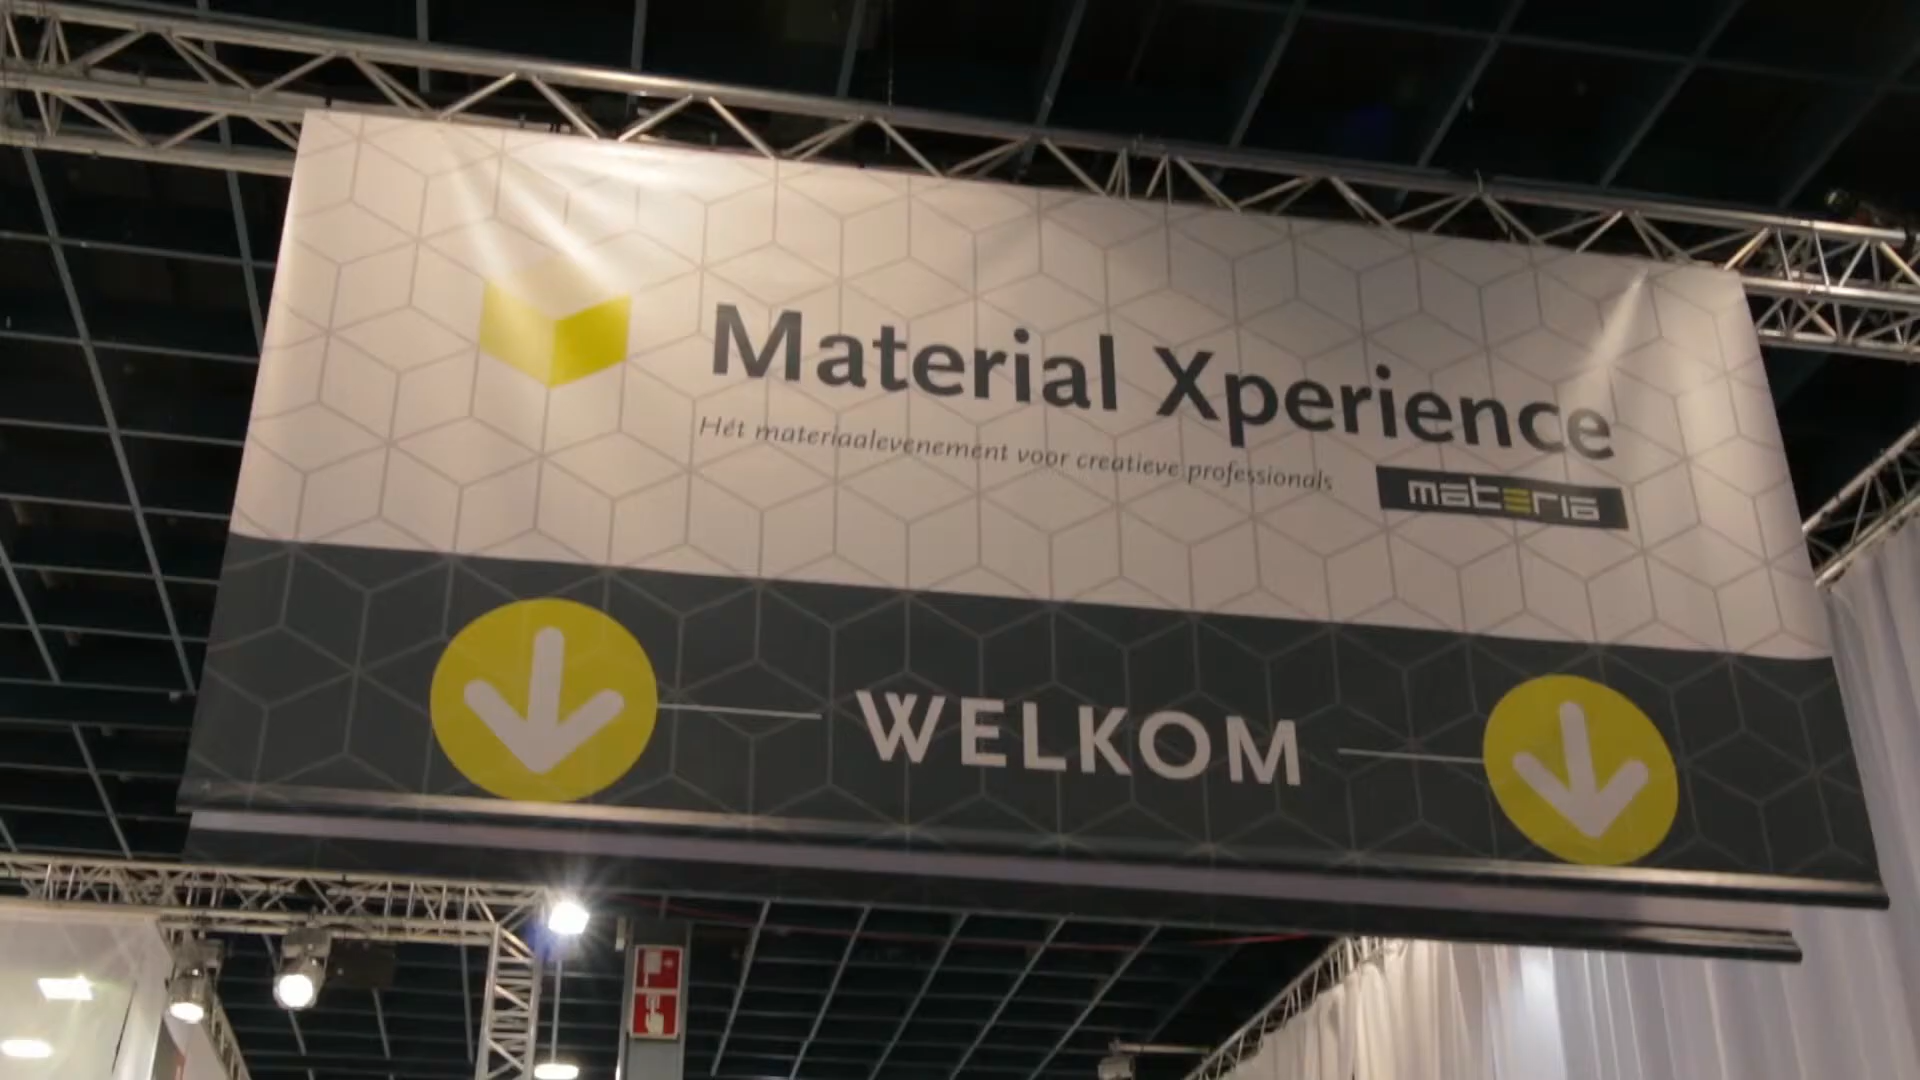 Material Xperience
Hét materiaalevenement voor creatieve professionals
materia
WELKOM